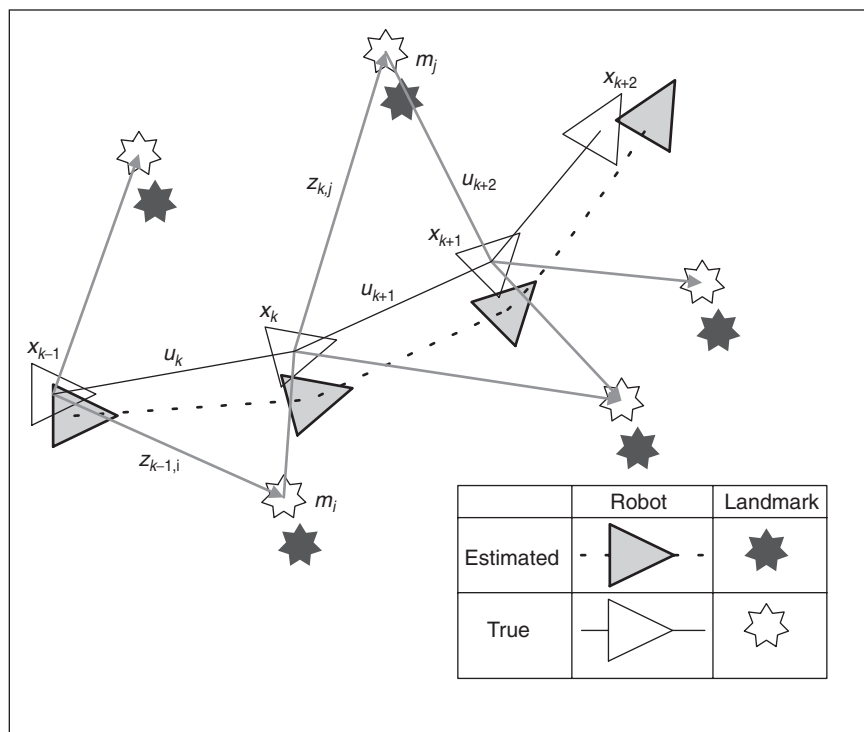 m_j
x_{k+2}
z_{k,j}
u_{k+2}
x_{k+1}
x_k
u_{k+1}
x_{k–1}
u_k
z_{k–1,i}
m_i
Robot Landmark
Estimated
True